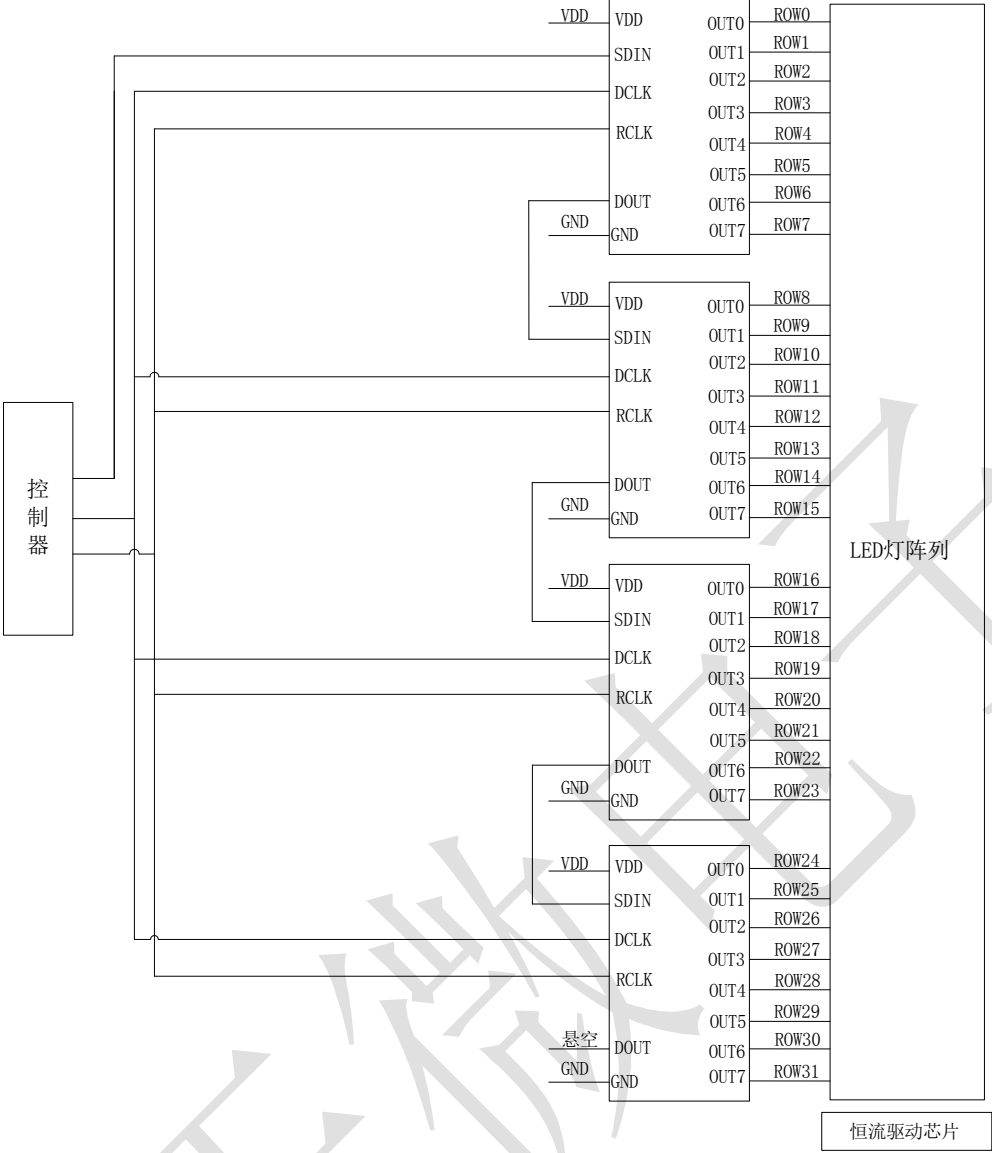 VDD VDD OUT0 ROW0
SDIN OUT1 ROW1
OUT2 ROW2
DCLK
OUT3 ROW3
RCLK OUT4 ROW4
OUT5 ROW5
DOUT OUT6 ROW6
GND GND OUT7 ROW7
VDD VDD OUT0 ROW8
SDIN OUT1 ROW9
OUT2 ROW10
DCLK
OUT3 ROW11
RCLK OUT4 ROW12
OUT5 ROW13
DOUT OUT6 ROW14
GND GND OUT7 ROW15
控制器
LED灯阵列
VDD VDD OUT0 ROW16
SDIN OUT1 ROW17
OUT2 ROW18
DCLK
OUT3 ROW19
RCLK OUT4 ROW20
OUT5 ROW21
DOUT OUT6 ROW22
GND GND OUT7 ROW23
VDD VDD OUT0 ROW24
SDIN OUT1 ROW25
OUT2 ROW26
DCLK
OUT3 ROW27
RCLK OUT4 ROW28
OUT5 ROW29
悬空 DOUT OUT6 ROW30
GND GND OUT7 ROW31
恒流驱动芯片
微电子